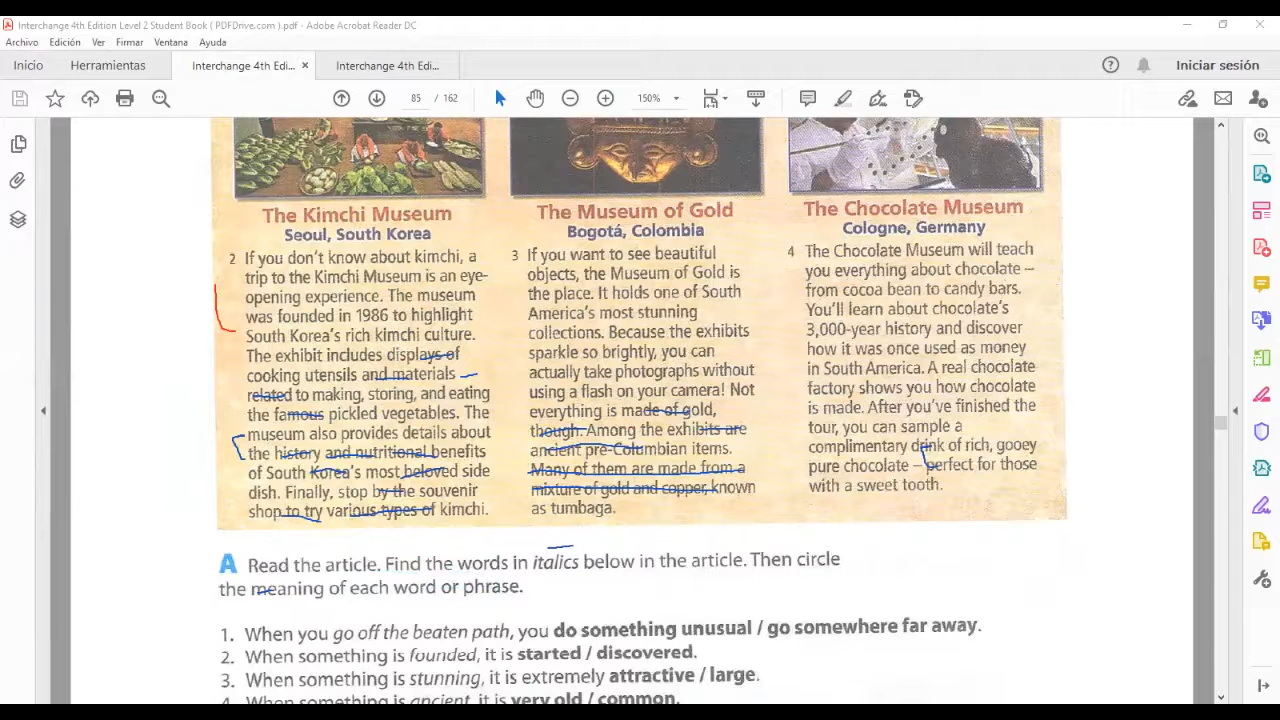 Interchange 4th Edition Level 2 Student Book ( PDFDrive.com ).pdf - Adobe Acrobat Reader DC
Archivo Edición Ver Firmar Ventana Ayuda
Inicio Herramientas Interchange 4th Edi... × Interchange 4th Edi... Iniciar sesión
85 / 162 150%
The Kimchi Museum
Seoul, South Korea
2 If you don't know about kimchi, a
trip to the Kimchi Museum is an eye-
opening experience. The museum
was founded in 1986 to highlight
South Korea's rich kimchi culture.
The exhibit includes displays of
cooking utensils and materials
related to making, storing, and eating
the famous pickled vegetables. The
museum also provides details about
the history and nutritional benefits
of South Korea's most beloved side
dish. Finally, stop by the souvenir
shop to try various types of kimchi.
The Museum of Gold
Bogotá, Colombia
3 If you want to see beautiful
objects, the Museum of Gold is
the place. It holds one of South
America's most stunning
collections. Because the exhibits
sparkle so brightly, you can
actually take photographs without
using a flash on your camera! Not
everything is made of gold,
though. Among the exhibits are
ancient pre-Columbian items.
Many of them are made from a
mixture of gold and copper, known
as tumbaga.
The Chocolate Museum
Cologne, Germany
4 The Chocolate Museum will teach
you everything about chocolate –
from cocoa bean to candy bars.
You'll learn about chocolate's
3,000-year history and discover
how it was once used as money
in South America. A real chocolate
factory shows you how chocolate
is made. After you've finished the
tour, you can sample a
complimentary drink of rich, gooey
pure chocolate – perfect for those
with a sweet tooth.
A Read the article. Find the words in italics below in the article. Then circle
the meaning of each word or phrase.
1. When you go off the beaten path, you do something unusual / go somewhere far away.
2. When something is founded, it is started / discovered.
3. When something is stunning, it is extremely attractive / large.
4. When something is ancient, it is very old / common.